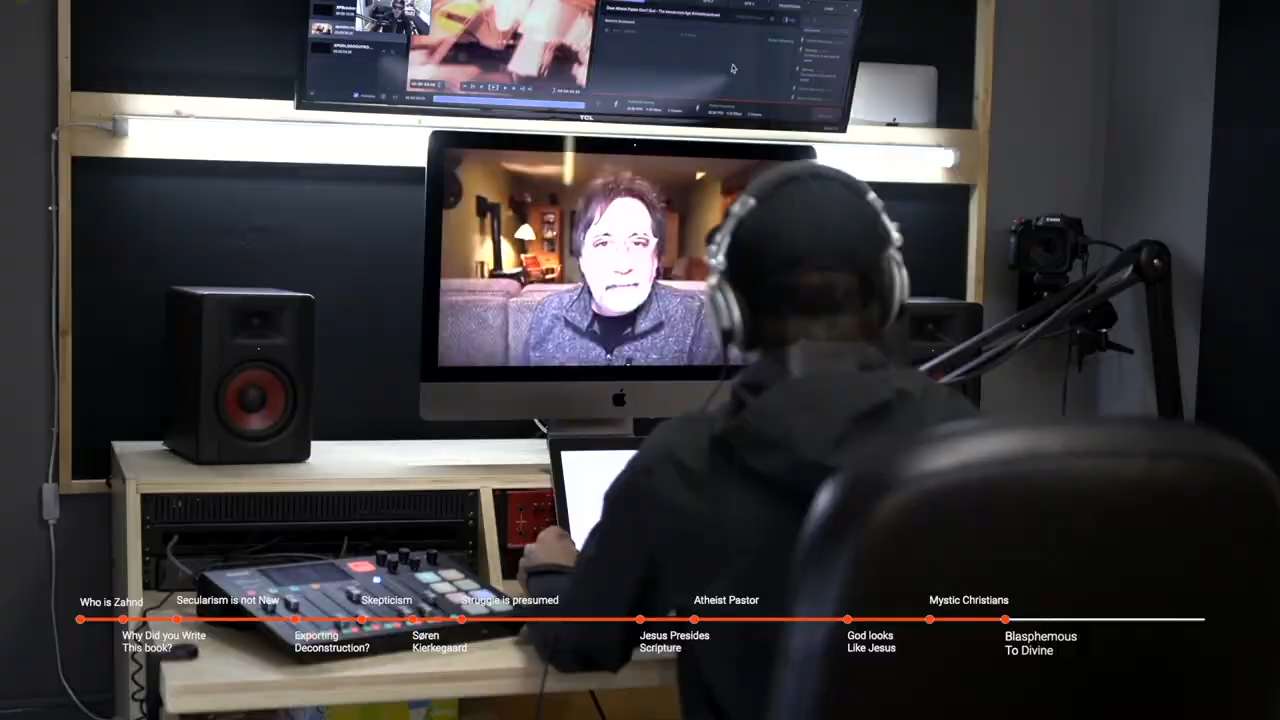 TCL
Who is Zahnd
Secularism is not New
Skepticism
Struggle is presumed
Atheist Pastor
Mystic Christians
Why Did you Write
This book?
Exporting
Deconstruction?
Søren
Kierkegaard
Jesus Presides
Scripture
God looks
Like Jesus
Blasphemous
To Divine